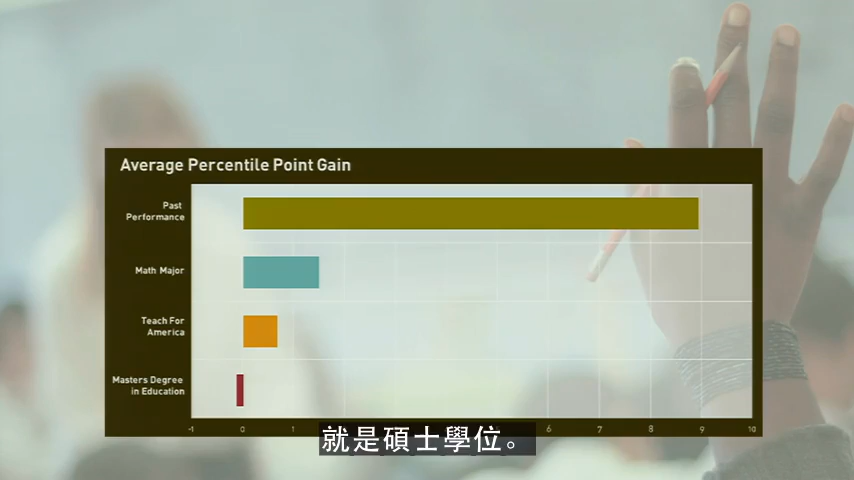 Average Percentile Point Gain
Past
Performance
Math Major
Teach For
America
Masters Degree
in Education
-1 0 1 6 7 8 9 10
就是碩士學位。